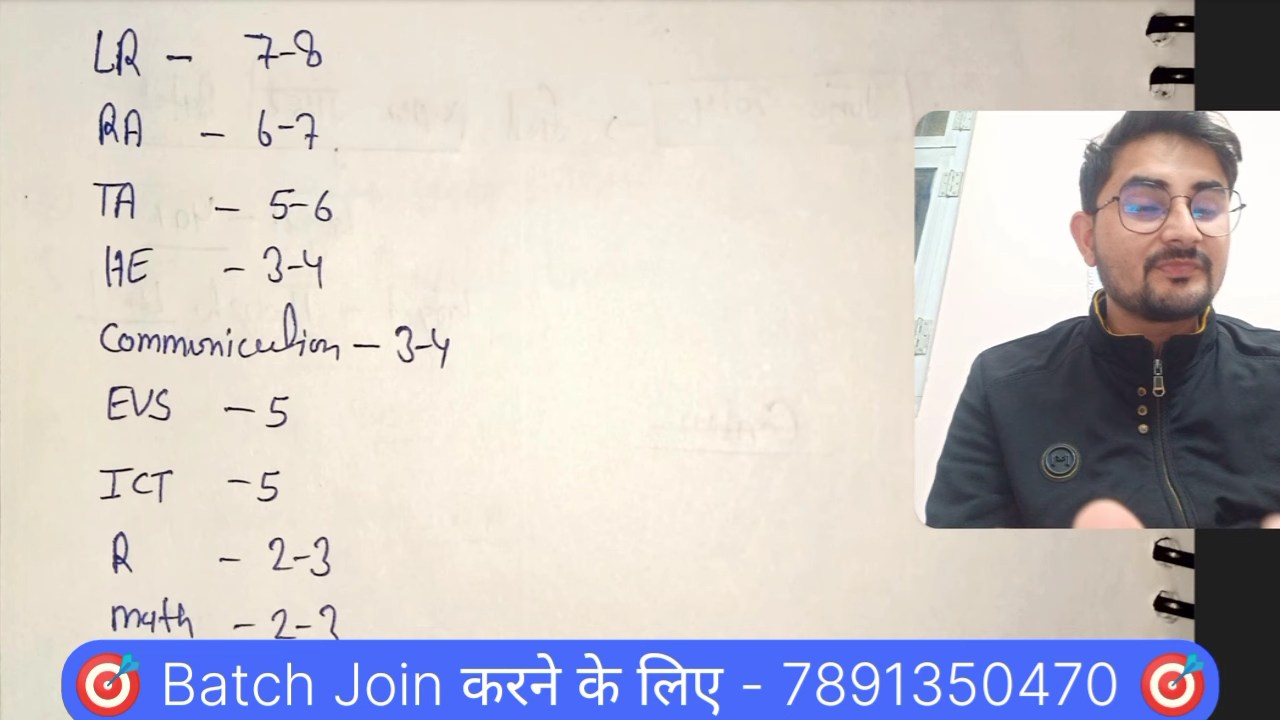 LR - 7-8
RA - 6-7
TA - 5-6
HE - 3-4
Communication - 3-4
EVS - 5
ICT - 5
R - 2-3
math - 2-3
🎯 Batch Join करने के लिए - 7891350470 🎯